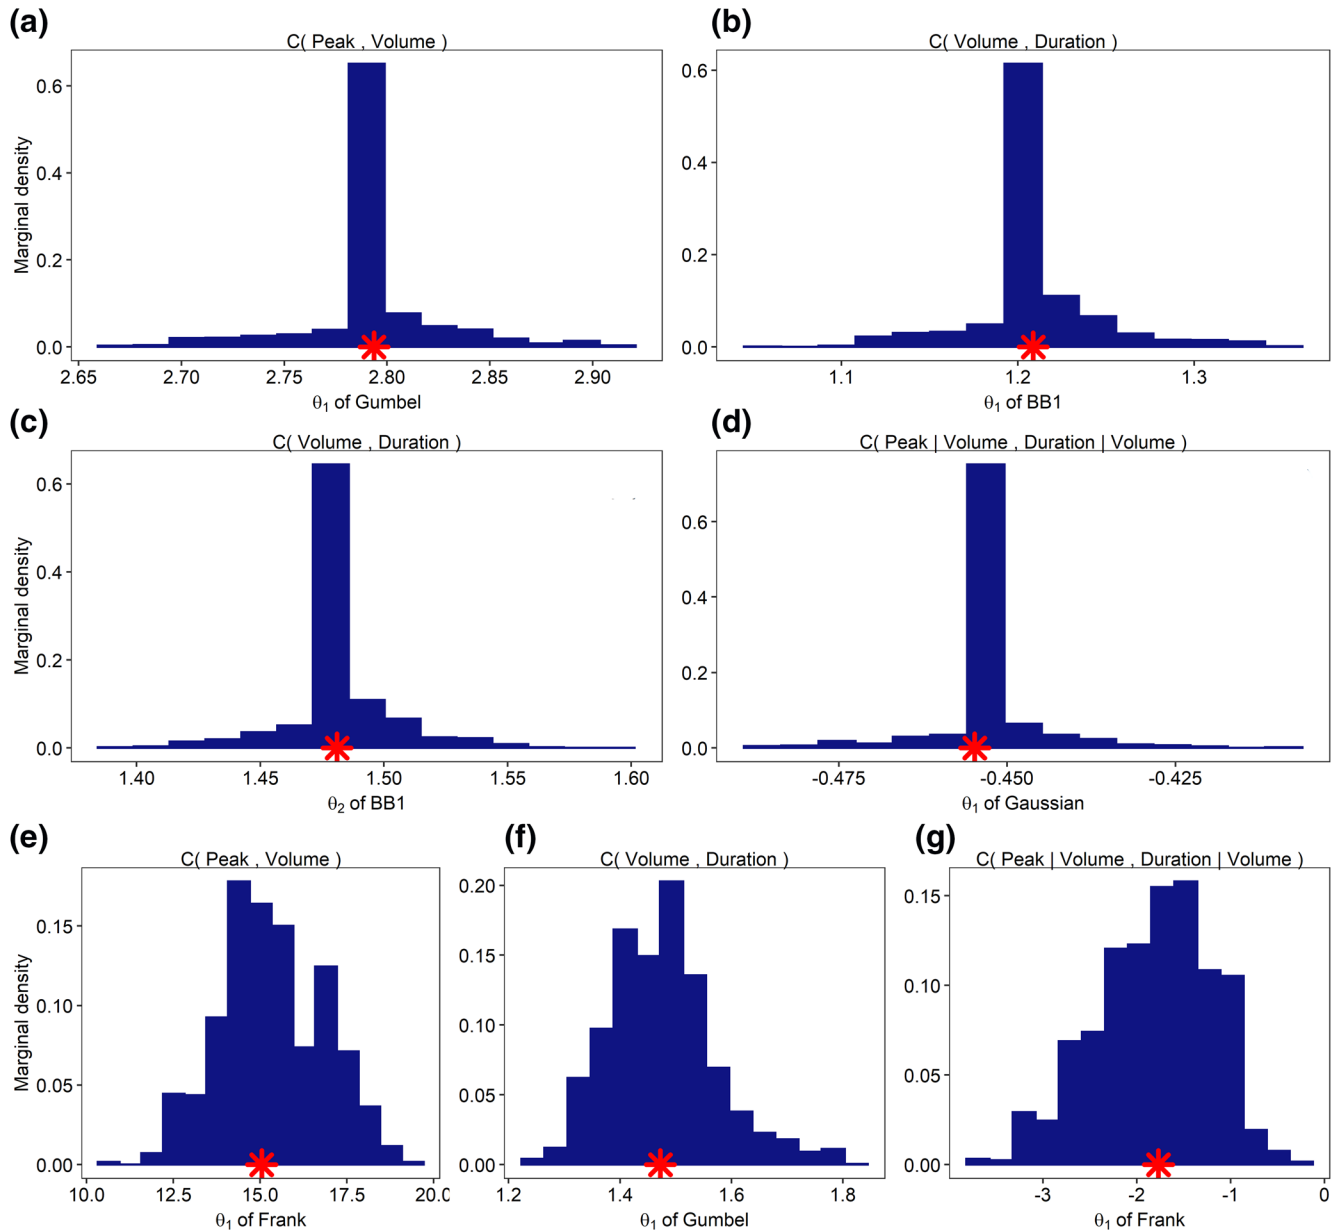 (a)
C( Peak , Volume )
Marginal density
0.6
0.4
0.2
0.0
2.65 2.70 2.75 2.80 2.85 2.90
θ1 of Gumbel
(b)
C( Volume , Duration )
0.6
0.4
0.2
0.0
1.1 1.2 1.3
θ1 of BB1
(c)
C( Volume , Duration )
Marginal density
0.6
0.4
0.2
0.0
1.40 1.45 1.50 1.55 1.60
θ2 of BB1
(d)
C( Peak | Volume , Duration | Volume )
0.6
0.4
0.2
0.0
-0.475 -0.450 -0.425
θ1 of Gaussian
(e)
C( Peak , Volume )
Marginal density
0.15
0.10
0.05
0.00
10.0 12.5 15.0 17.5 20.0
θ1 of Frank
(f)
C( Volume , Duration )
0.20
0.15
0.10
0.05
0.00
1.2 1.4 1.6 1.8
θ1 of Gumbel
(g)
C( Peak | Volume , Duration | Volume )
0.15
0.10
0.05
0.00
-3 -2 -1 0
θ1 of Frank